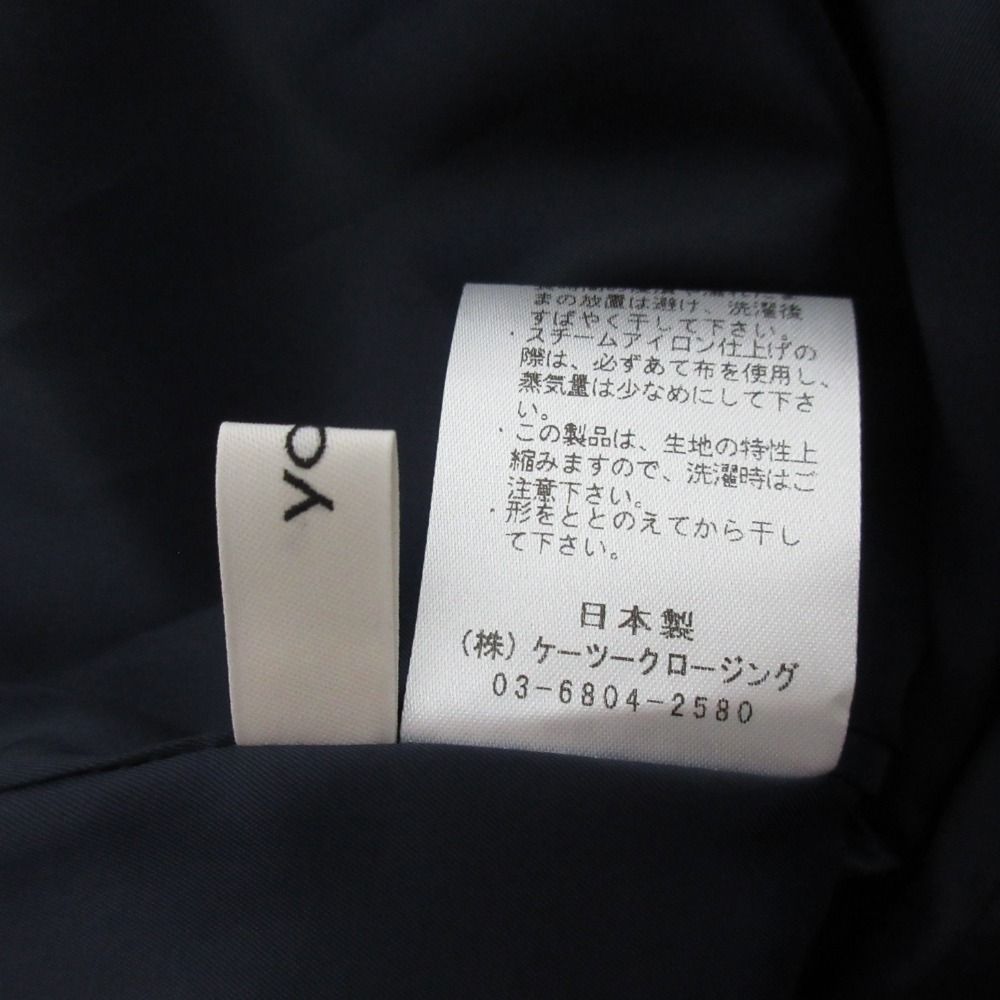 yo
まの放置は避け、洗濯後
すばやく干して下さい。
・スチームアイロン仕上げの
際は、必ずあて布を使用し、
蒸気量は少なめにして下さ
い。
・この製品は、生地の特性上
縮みますので、洗濯時はご
注意下さい。
・形をととのえてから干し
て下さい。
日本製
(株)ケーツークロージング
03-6804-2580